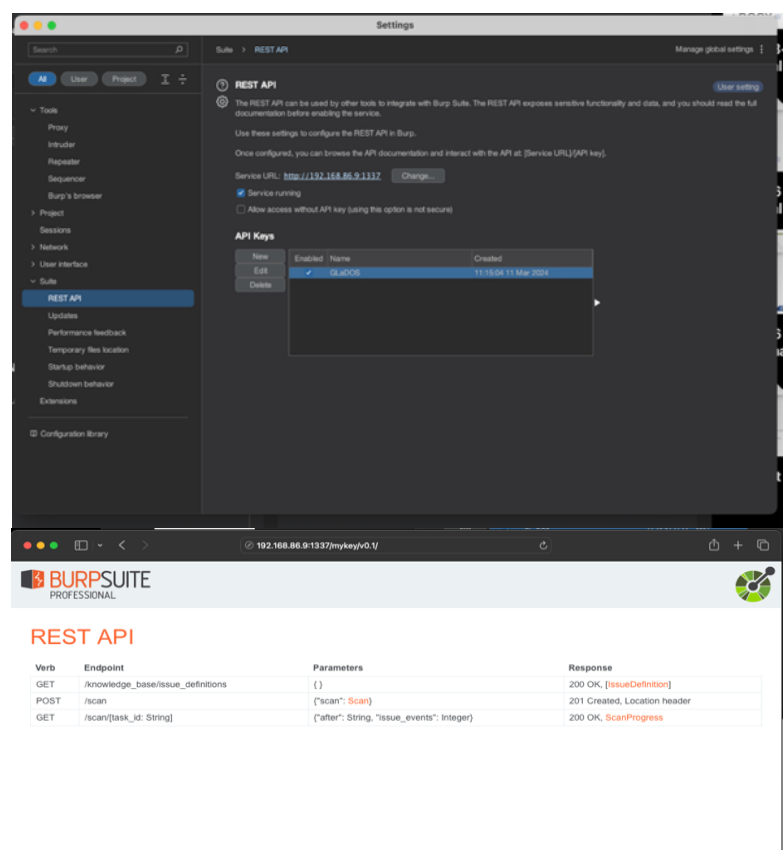 Settings
Search
Suite > REST API
Manage global settings
All User Project
Tools
Proxy
Intruder
Repeater
Sequencer
Burp's browser
Project
Sessions
Network
User interface
Suite
REST API
Updates
Performance feedback
Temporary files location
Startup behavior
Shutdown behavior
Extensions
Configuration library
REST API
User setting
The REST API can be used by other tools to integrate with Burp Suite. The REST API exposes sensitive functionality and data, and you should read the full
documentation before enabling the service.
Use these settings to configure the REST API in Burp.
Once configured, you can browse the API documentation and interact with the API at: [Service URL]/[API key].
Service URL: http://192.168.86.9:1337 Change...
Service running
Allow access without API key (using this option is not secure)
API Keys
New
Edit
Delete
Enabled Name Created
GLaDOS 11:15:04 11 Mar 2024
192.168.86.9:1337/mykey/v0.1/
BURPSUITE
PROFESSIONAL
REST API
Verb Endpoint Parameters Response
GET /knowledge_base/issue_definitions { } 200 OK, [IssueDefinition]
POST /scan {"scan": Scan} 201 Created, Location header
GET /scan/[task_id: String] {"after": String, "issue_events": Integer} 200 OK, ScanProgress